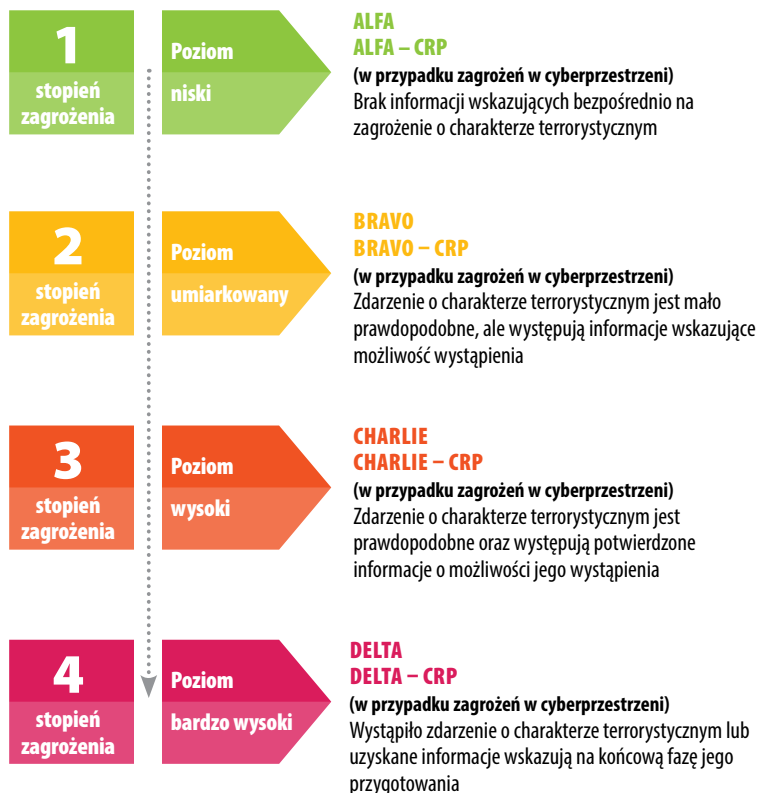 1
stopień
zagrożenia
Poziom
niski
ALFA
ALFA – CRP
(w przypadku zagrożeń w cyberprzestrzeni)
Brak informacji wskazujących bezpośrednio na
zagrożenie o charakterze terrorystycznym
2
stopień
zagrożenia
Poziom
umiarkowany
BRAVO
BRAVO – CRP
(w przypadku zagrożeń w cyberprzestrzeni)
Zdarzenie o charakterze terrorystycznym jest mało
prawdopodobne, ale występują informacje wskazujące
możliwość wystąpienia
3
stopień
zagrożenia
Poziom
wysoki
CHARLIE
CHARLIE – CRP
(w przypadku zagrożeń w cyberprzestrzeni)
Zdarzenie o charakterze terrorystycznym jest
prawdopodobne oraz występują potwierdzone
informacje o możliwości jego wystąpienia
4
stopień
zagrożenia
Poziom
bardzo wysoki
DELTA
DELTA – CRP
(w przypadku zagrożeń w cyberprzestrzeni)
Wystąpiło zdarzenie o charakterze terrorystycznym lub
uzyskane informacje wskazują na końcową fazę jego
przygotowania